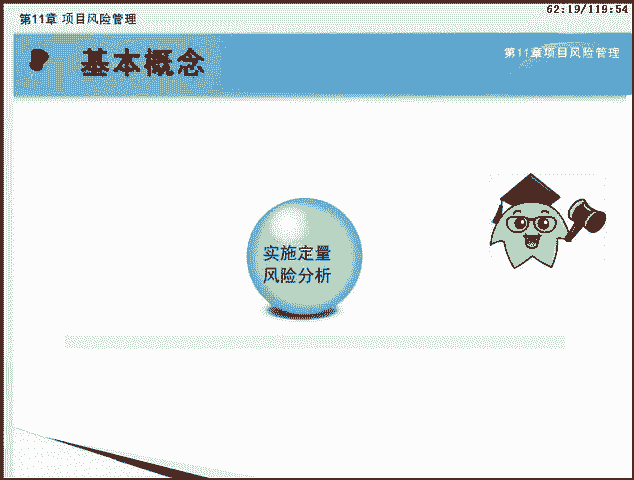 62:19/119:54
第11章 项目风险管理
第11章项目风险管理
基本概念
实施定量
风险分析